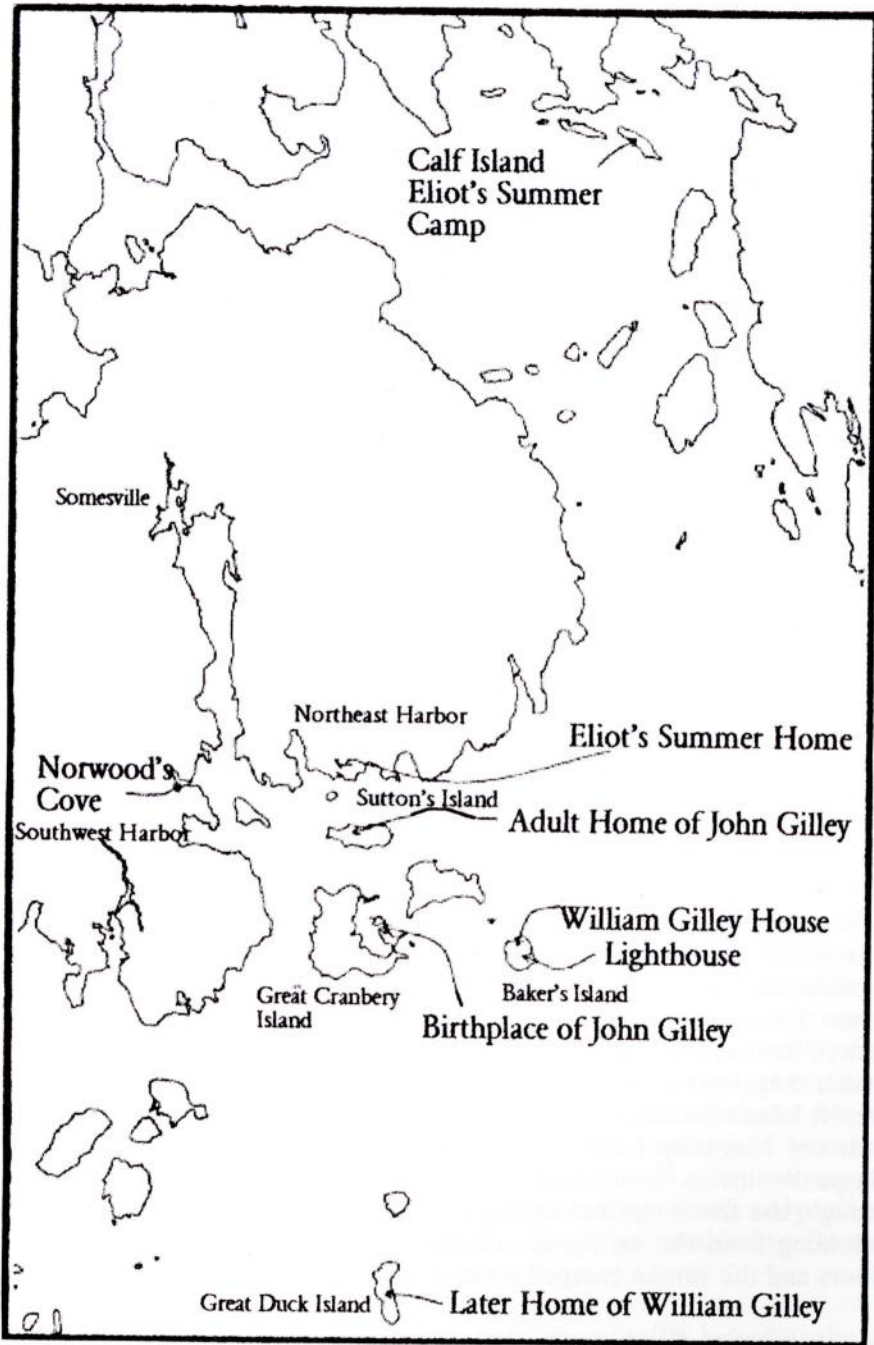 Calf Island
Eliot's Summer
Camp
Somesville
Northeast Harbor
Eliot's Summer Home
Norwood's
Cove
Sutton's Island
Adult Home of John Gilley
Southwest Harbor
William Gilley House
Lighthouse
Great Cranbery
Island
Baker's Island
Birthplace of John Gilley
Great Duck Island
Later Home of William Gilley